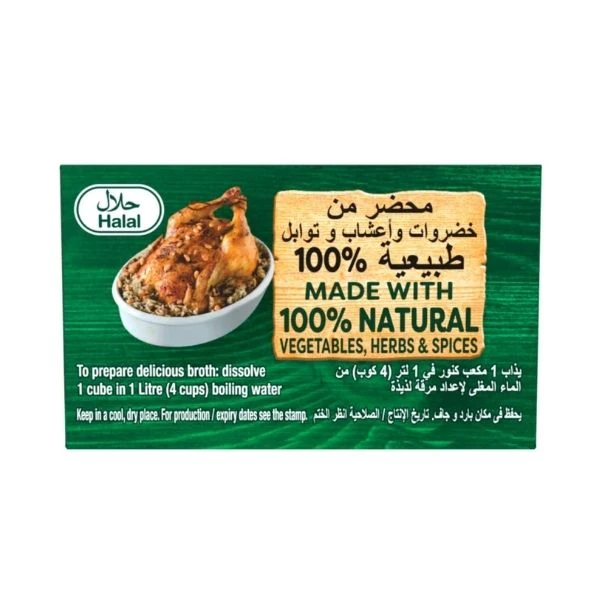 حلال
Halal
محضر من
خضروات وأعشاب و توابل
طبيعية 100%
MADE WITH
100% NATURAL
VEGETABLES, HERBS & SPICES
To prepare delicious broth: dissolve
1 cube in 1 Litre (4 cups) boiling water
يذاب 1 مكعب كنور في 1 لتر (4 كوب) من
الماء المغلي لإعداد مرقة لذيذة
Keep in a cool, dry place. For production / expiry dates see the stamp.
يحفظ في مكان بارد و جاف. تاريخ الإنتاج / الصلاحية انظر الختم